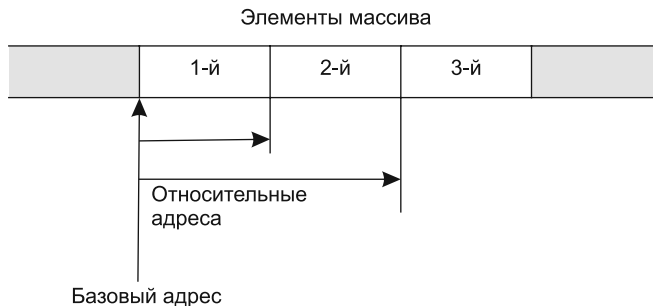 Элементы массива
1-й
2-й
3-й
Относительные
адреса
Базовый адрес